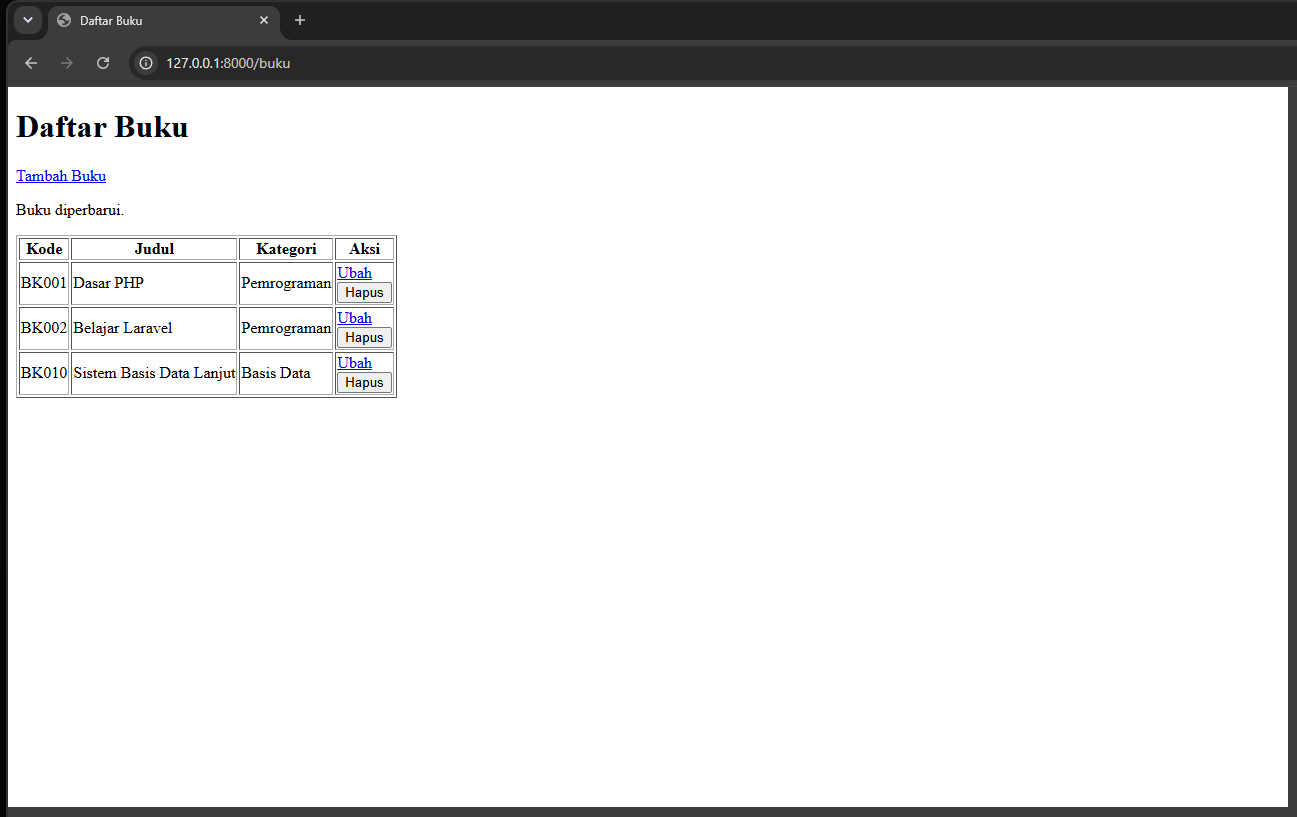 Daftar Buku
127.0.0.1:8000/buku
Daftar Buku
Tambah Buku
Buku diperbarui.
Kode Judul Kategori Aksi
BK001 Dasar PHP Pemrograman Ubah
Hapus
BK002 Belajar Laravel Pemrograman Ubah
Hapus
BK010 Sistem Basis Data Lanjut Basis Data Ubah
Hapus